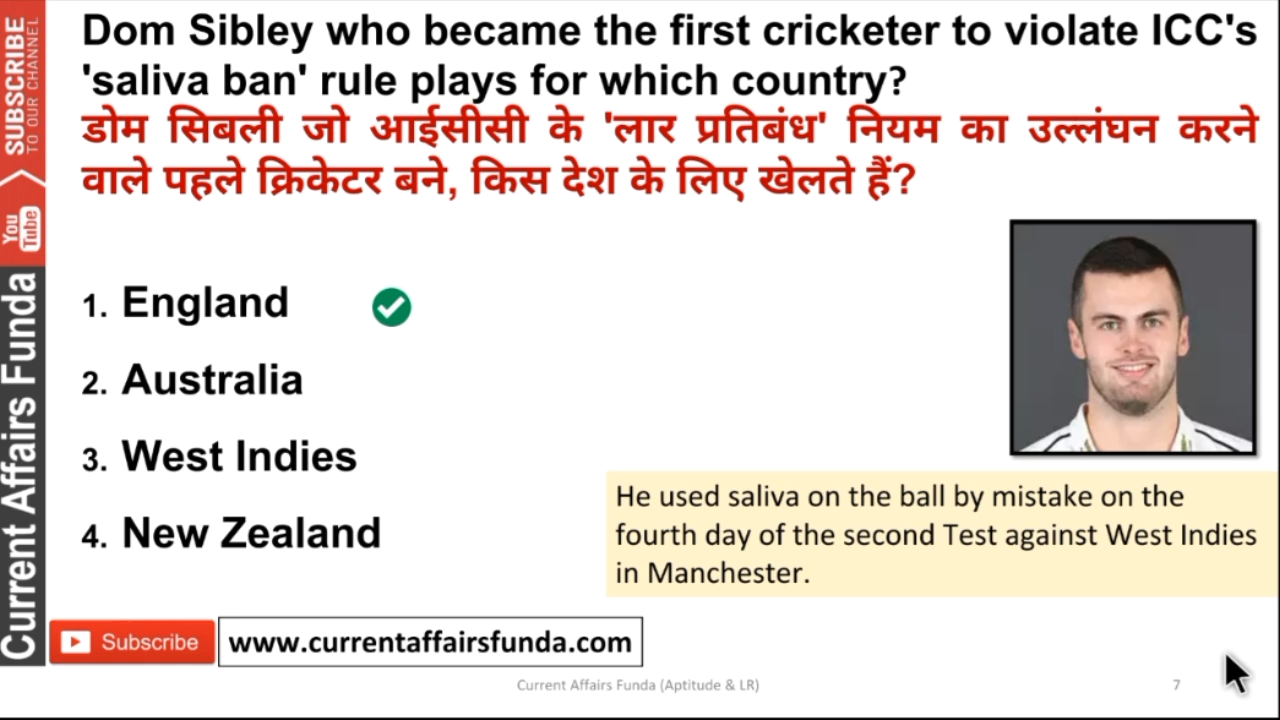 Dom Sibley who became the first cricketer to violate ICC's
'saliva ban' rule plays for which country?
डोम सिबली जो आईसीसी के 'लार प्रतिबंध' नियम का उल्लंघन करने
वाले पहले क्रिकेटर बने, किस देश के लिए खेलते हैं?
1. England
2. Australia
3. West Indies
4. New Zealand
He used saliva on the ball by mistake on the
fourth day of the second Test against West Indies
in Manchester.
Subscribe
www.currentaffairsfunda.com
Current Affairs Funda (Aptitude & LR)
7
SUBSCRIBE
TO OUR CHANNEL
You
Tube
Current Affairs Funda